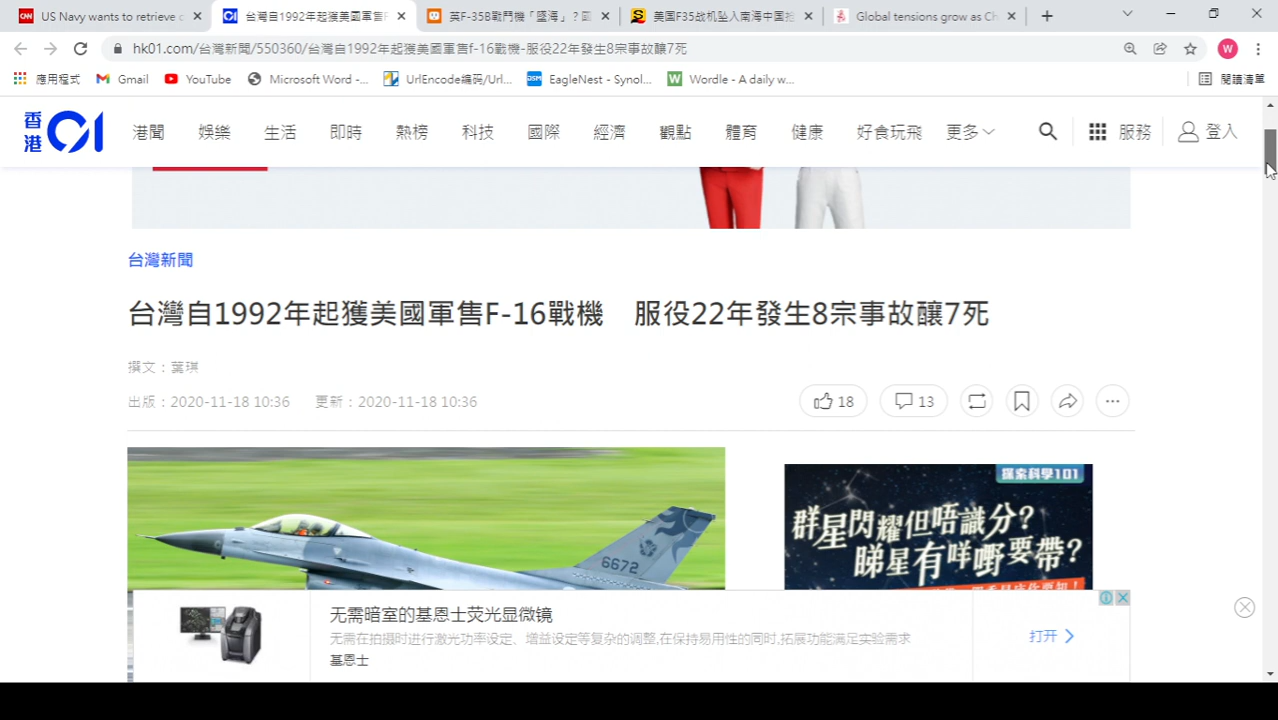 US Navy wants to retrieve c
台灣自1992年起獲美國軍售F
英F-35B戰鬥機「墮海」？
美国F35战机坠入南海中国
Global tensions grow as Ch
hk01.com/台灣新聞/550360/台灣自1992年起獲美國軍售f-16戰機-服役22年發生8宗事故釀7死
W
應用程式
Gmail
YouTube
Microsoft Word -...
UrlEncode編码/Url...
EagleNest - Synol...
Wordle - A daily w...
閱讀清單
香港01
港聞
娛樂
生活
即時
熱榜
科技
國際
經濟
觀點
體育
健康
好食玩飛
更多
服務
登入
台灣新聞
台灣自1992年起獲美國軍售F-16戰機 服役22年發生8宗事故釀7死
撰文：葉琪
出版：2020-11-18 10:36 更新：2020-11-18 10:36
18
13
6672
探索科學101
群星閃耀但唔識分？
睇星有咩嘢要帶？
无需暗室的基恩士荧光显微镜
无需在拍摄时进行激光功率设定、增益设定等复杂的调整,在保持易用性的同时,拓展功能满足实验需求
基恩士
打开